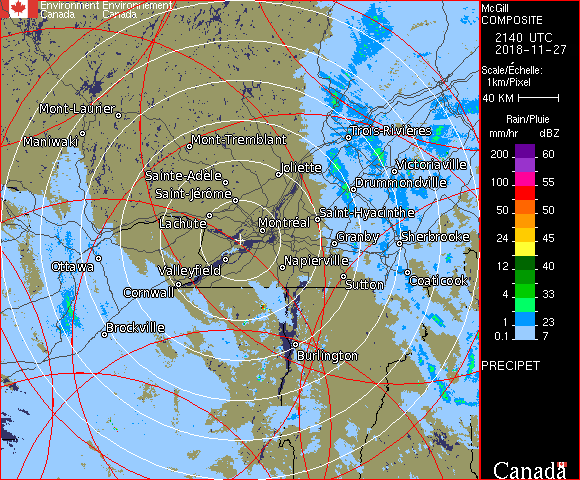 Environment Environnement
Canada Canada
McGill
COMPOSITE
2140 UTC
2018-11-27
Scale/Échelle:
1km/Pixel
40 KM
Rain/Pluie
mm/hr dBZ
200 60
150 57
100 55
50 50
24 45
12 40
4 33
1 23
0.1 7
PRECIPET
Canada
Mont-Laurier
Maniwaki
Mont-Tremblant
Trois-Rivières
Joliette
Victoriaville
Sainte-Adèle
Drummondville
Saint-Jérôme
Saint-Hyacinthe
Lachute
Montréal
Granby
Sherbrooke
Ottawa
Valleyfield
Napierville
Coaticook
Sutton
Cornwall
Brockville
Burlington